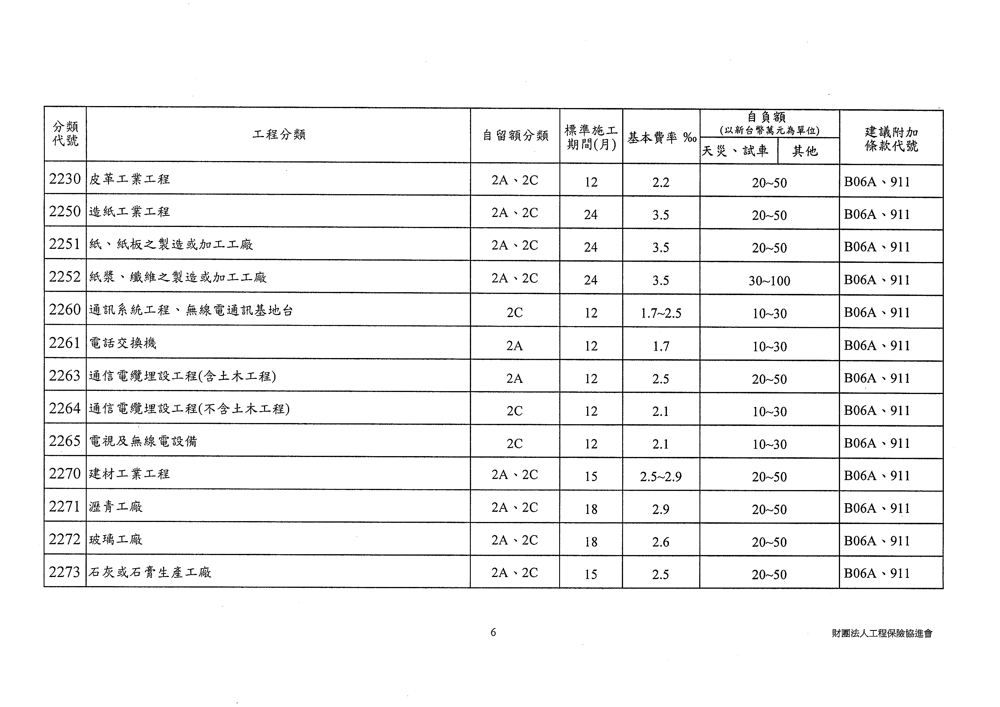 分類代號 工程分類 自留額分類 標準施工期間(月) 基本費率 ‰ 自負額 (以新台幣萬元為單位) 天災、試車 其他 建議附加條款代號
2230 皮革工業工程 2A、2C 12 2.2 20~50 B06A、911
2250 造紙工業工程 2A、2C 24 3.5 20~50 B06A、911
2251 紙、紙板之製造或加工工廠 2A、2C 24 3.5 20~50 B06A、911
2252 紙漿、纖維之製造或加工工廠 2A、2C 24 3.5 30~100 B06A、911
2260 通訊系統工程、無線電通訊基地台 2C 12 1.7~2.5 10~30 B06A、911
2261 電話交換機 2A 12 1.7 10~30 B06A、911
2263 通信電纜埋設工程(含土木工程) 2A 12 2.5 20~50 B06A、911
2264 通信電纜埋設工程(不含土木工程) 2C 12 2.1 10~30 B06A、911
2265 電視及無線電設備 2C 12 2.1 10~30 B06A、911
2270 建材工業工程 2A、2C 15 2.5~2.9 20~50 B06A、911
2271 瀝青工廠 2A、2C 18 2.9 20~50 B06A、911
2272 玻璃工廠 2A、2C 18 2.6 20~50 B06A、911
2273 石灰或石膏生產工廠 2A、2C 15 2.5 20~50 B06A、911
6 財團法人工程保險協進會